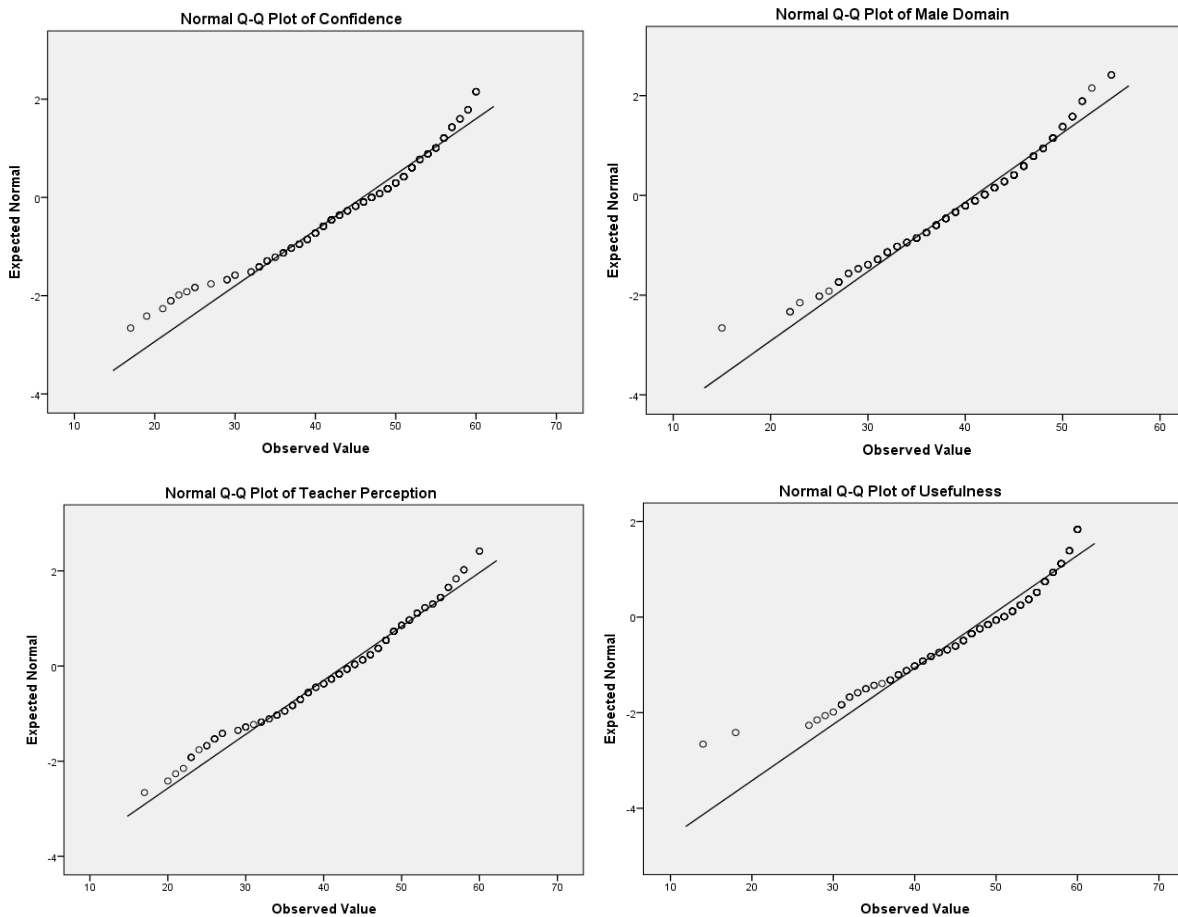 Normal Q-Q Plot of Confidence
Expected Normal
2
0
-2
-4
10 20 30 40 50 60 70
Observed Value
Normal Q-Q Plot of Male Domain
Expected Normal
2
0
-2
-4
10 20 30 40 50 60
Observed Value
Normal Q-Q Plot of Teacher Perception
Expected Normal
2
0
-2
-4
10 20 30 40 50 60 70
Observed Value
Normal Q-Q Plot of Usefulness
Expected Normal
2
0
-2
-4
10 20 30 40 50 60 70
Observed Value